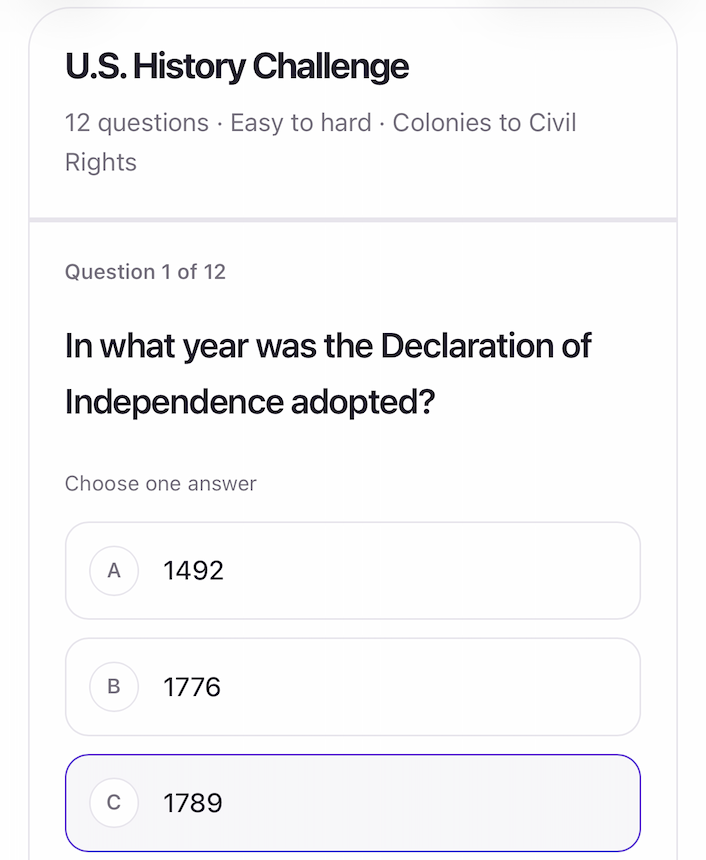 U.S. History Challenge
12 questions · Easy to hard · Colonies to Civil
Rights
Question 1 of 12
In what year was the Declaration of
Independence adopted?
Choose one answer
A 1492
B 1776
C 1789